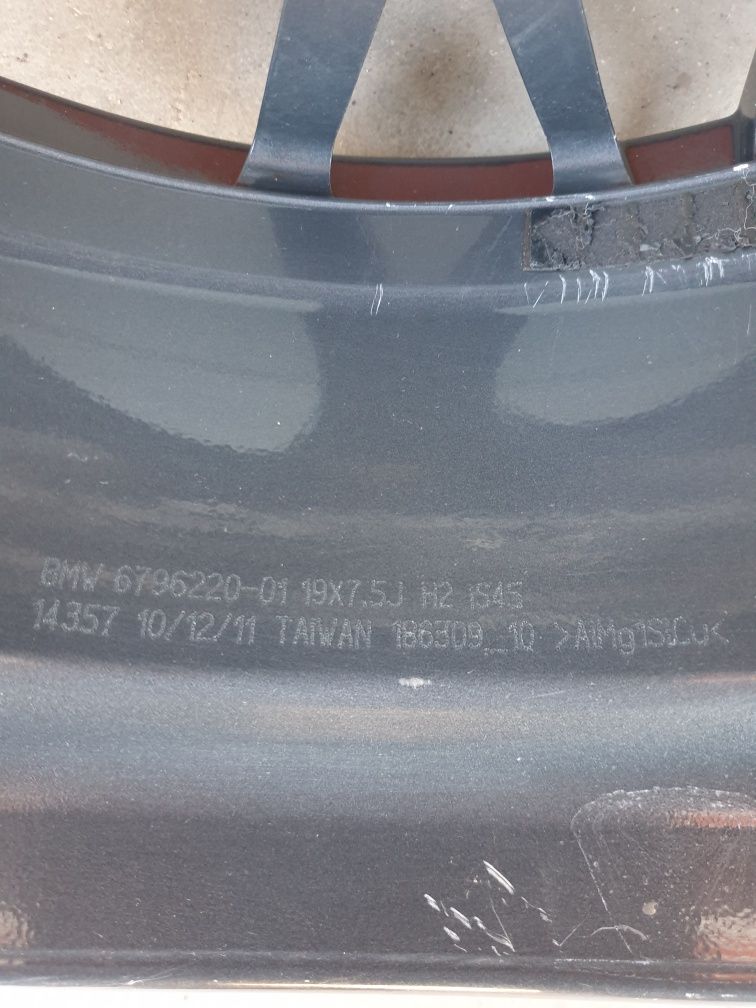 BMW 6796220-01 19X7.5J H2 IS45
14357 10/12/11 TAIWAN 186309_10 >AlMg1SiCu<